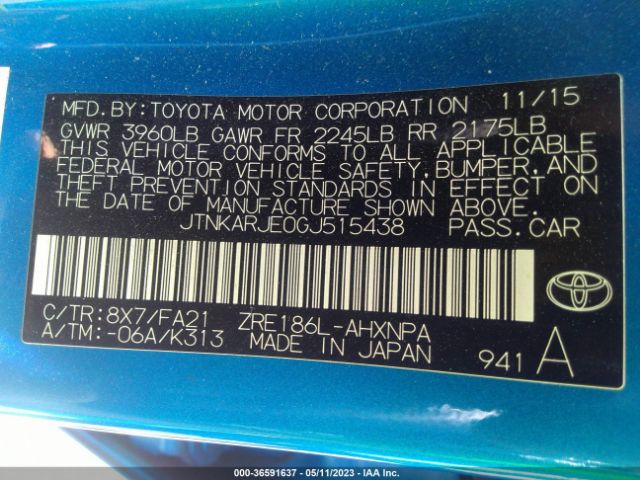 MFD.BY:TOYOTA MOTOR CORPORATION 11/15
GVWR 3960LB GAWR FR 2245LB RR 2175LB
THIS VEHICLE CONFORMS TO ALL APPLICABLE
FEDERAL MOTOR VEHICLE SAFETY,BUMPER,AND
THEFT PREVENTION STANDARDS IN EFFECT ON
THE DATE OF MANUFACTURE SHOWN ABOVE.
JTNKARJE0GJ515438 PASS.CAR
C/TR:8X7/FA21 ZRE186L-AHXNPA
A/TM:-06A/K313 MADE IN JAPAN 941 A
000-36591637 - 05/11/2023 - IAA Inc.